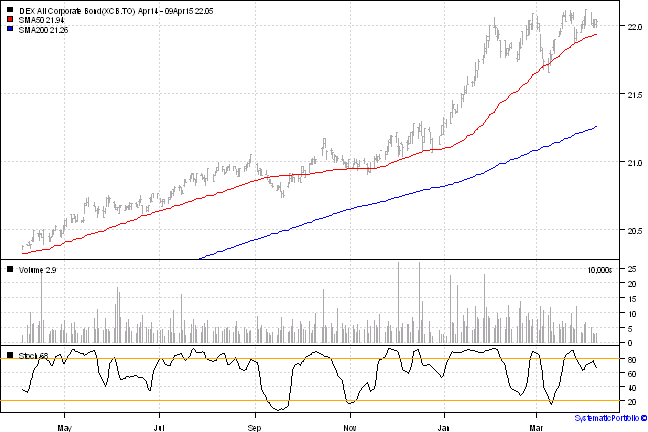 DEX All Corporate Bond(XCB.TO) Apr14 - 09Apr15 22.05
SMA50 21.94
SMA200 21.26
22.0
21.5
21.0
20.5
Volume 2.9
10,000s
25
20
15
10
5
0
80
60
40
20
May
Jul
Sep
Nov
Jan
Mar
SystematicPortfolio ©